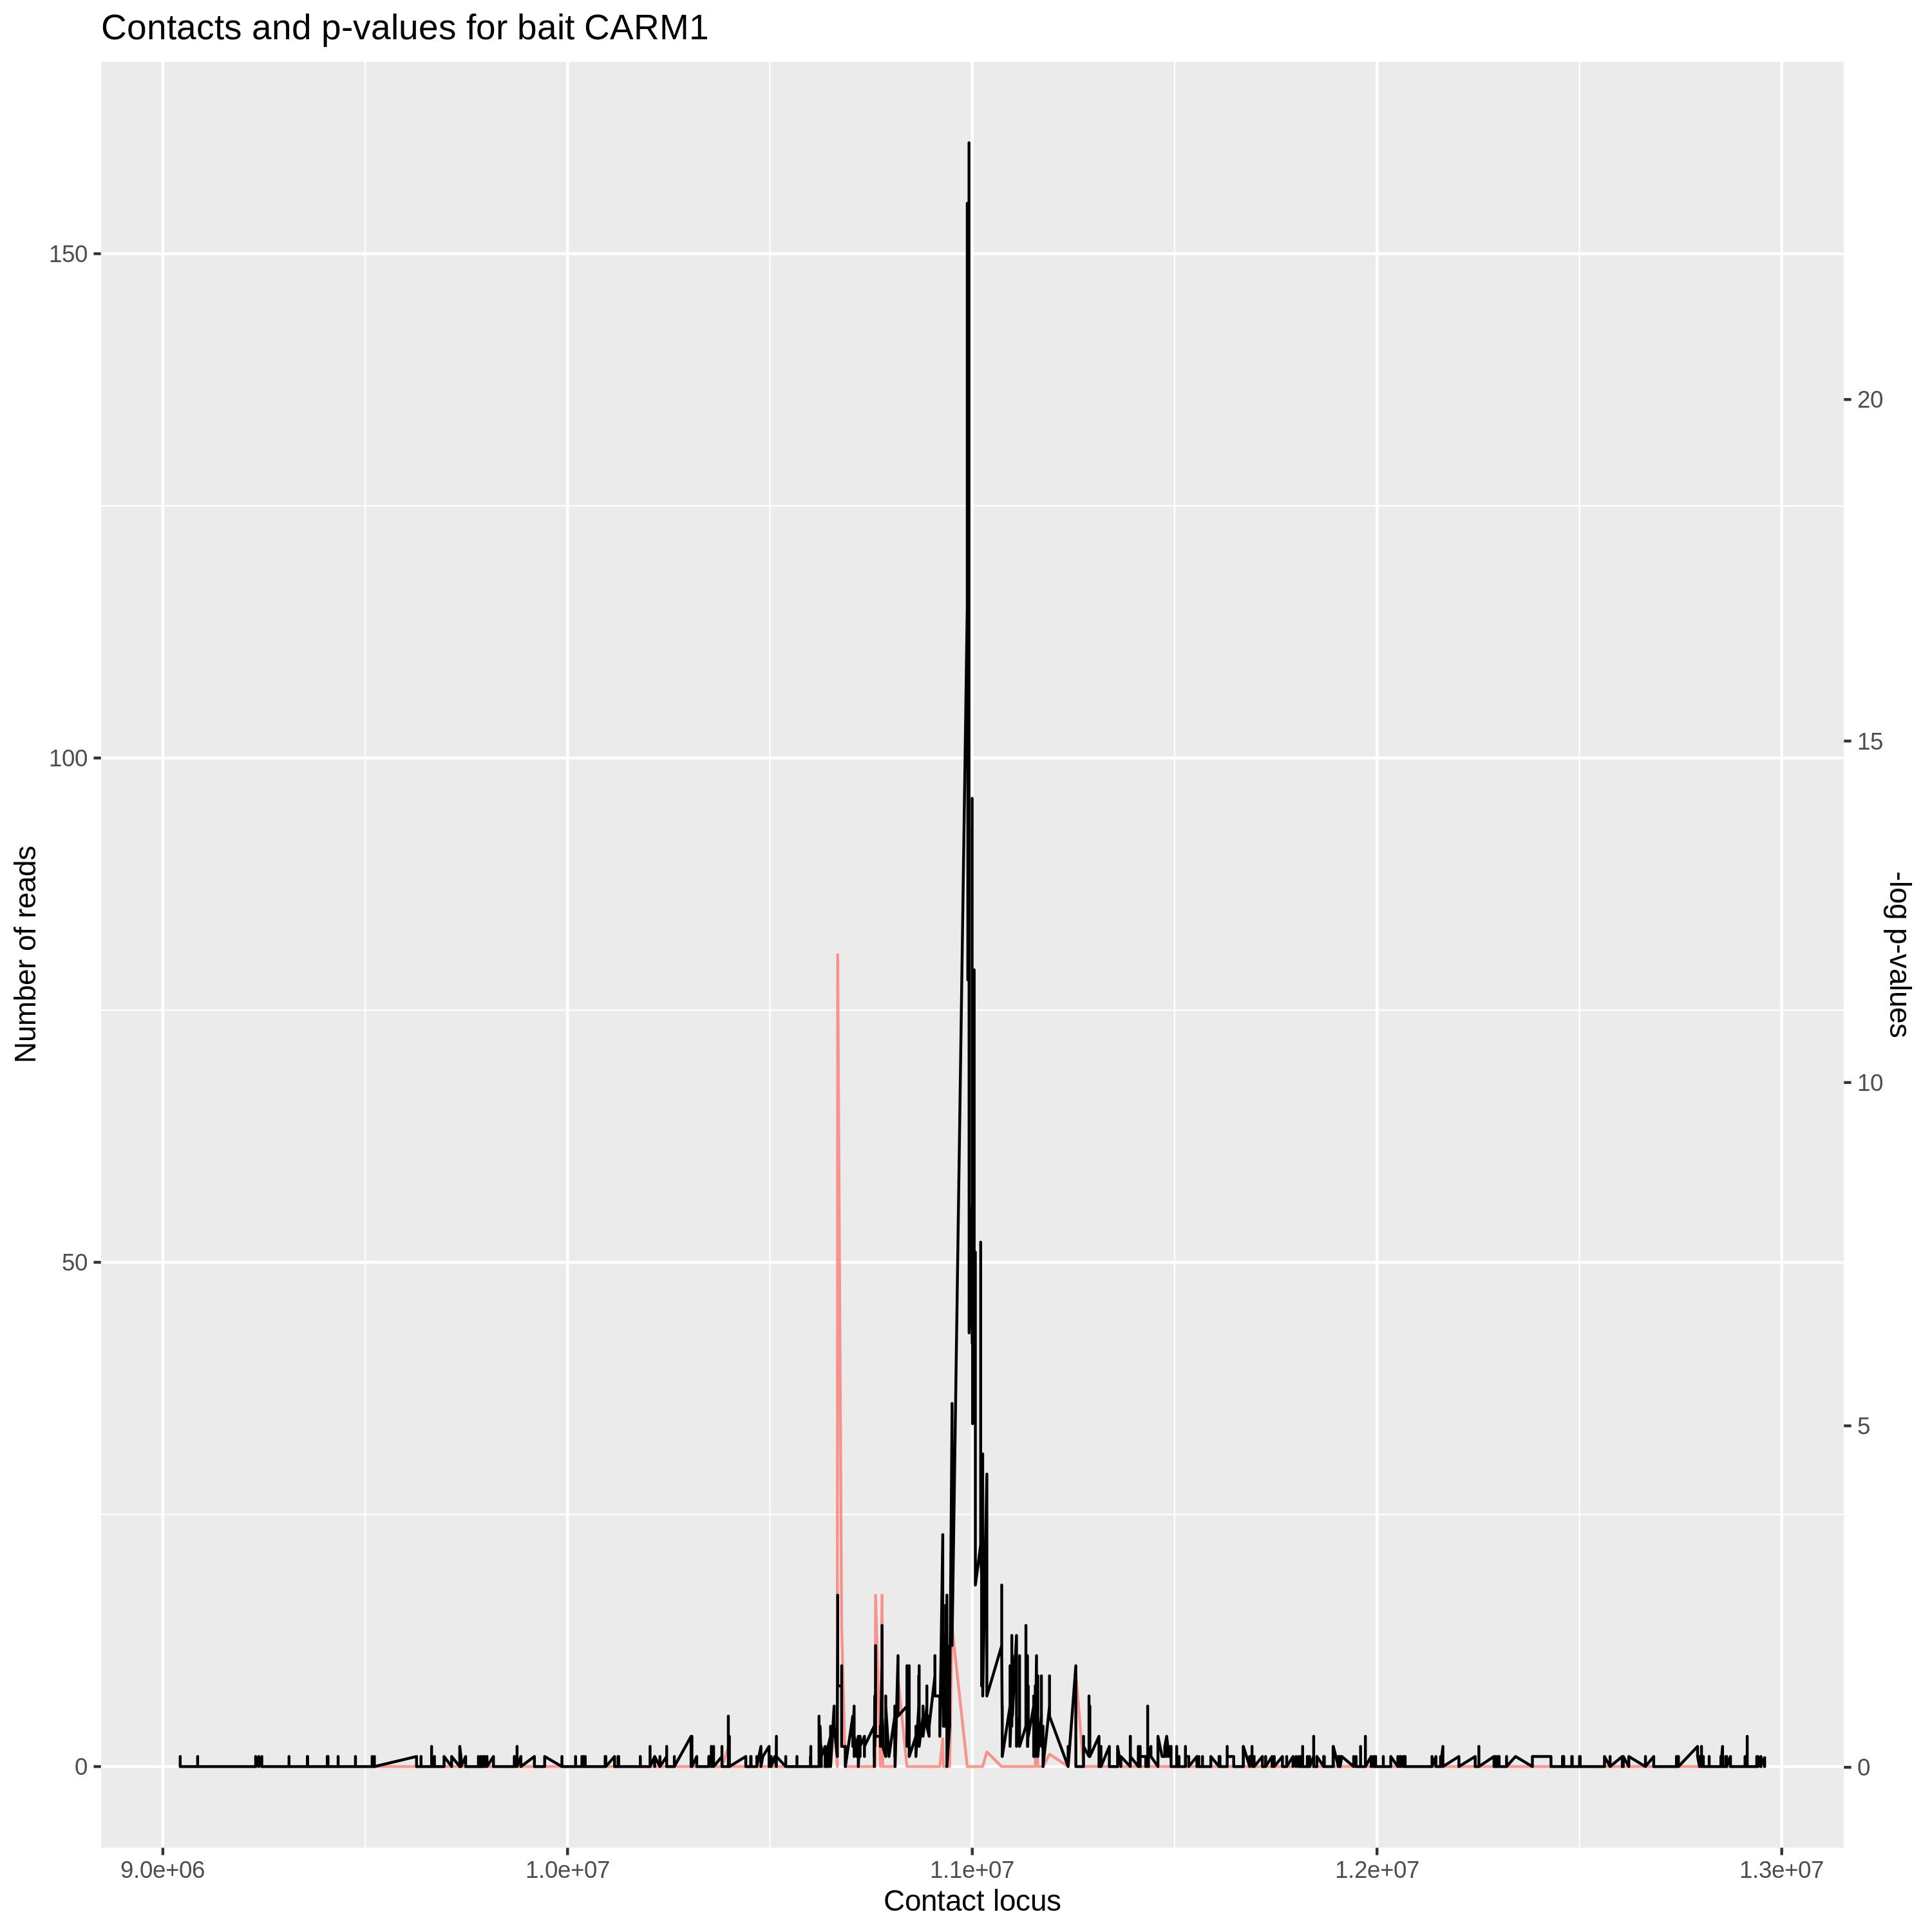 Contacts and p-values for bait CARM1
150
100
50
0
Number of reads
20
15
10
5
0
-log p-values
9.0e+06 1.0e+07 1.1e+07 1.2e+07 1.3e+07
Contact locus